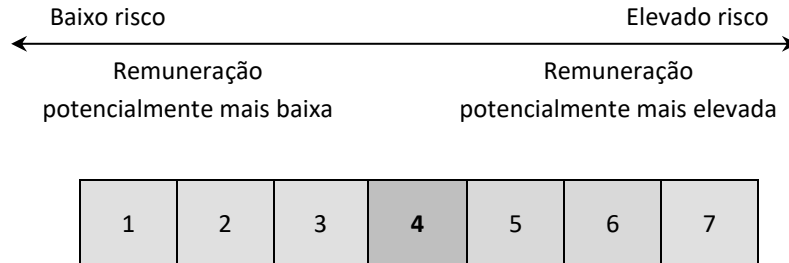 Baixo risco Elevado risco
Remuneração Remuneração
potencialmente mais baixa potencialmente mais elevada
1 2 3 4 5 6 7